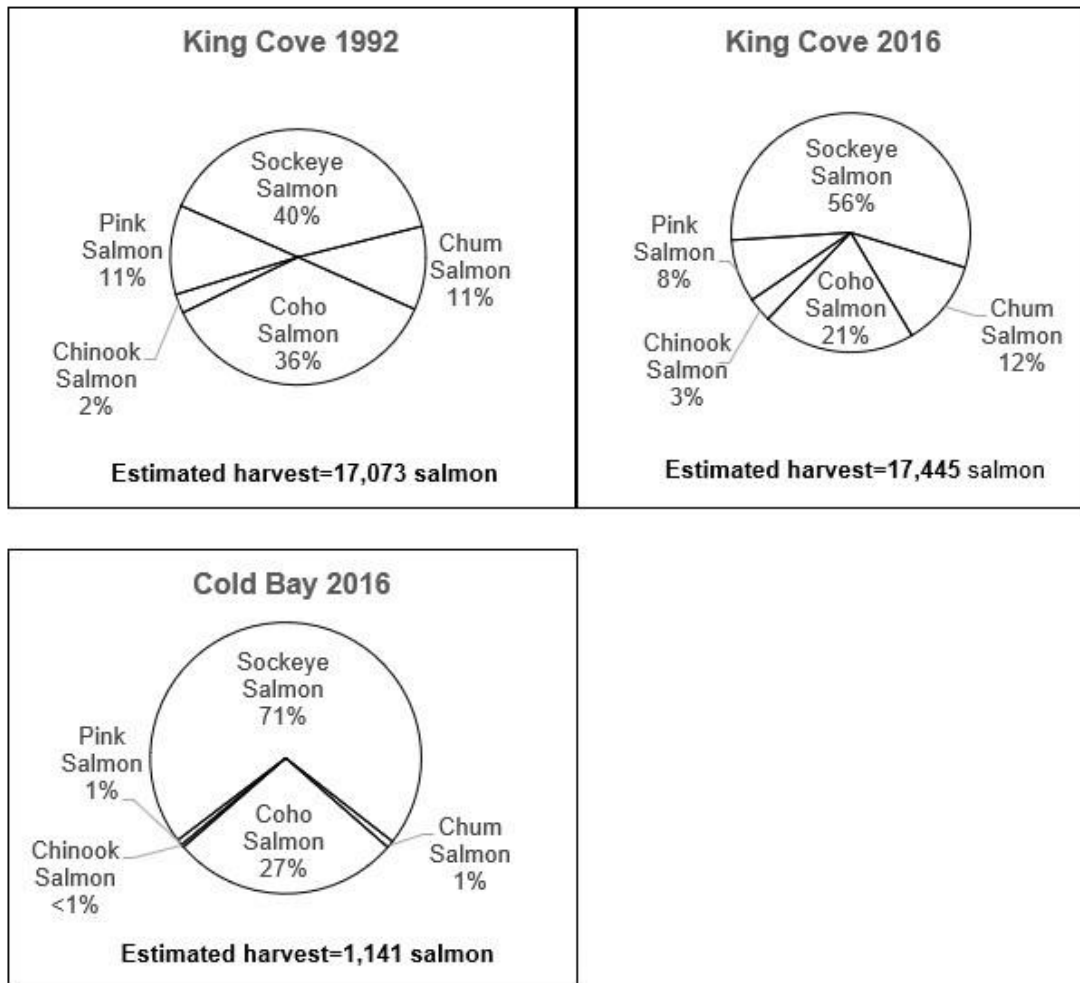 King Cove 1992
Sockeye
Salmon
40%
Chum
Salmon
11%
Coho
Salmon
36%
Chinook
Salmon
2%
Pink
Salmon
11%
Estimated harvest=17,073 salmon
King Cove 2016
Sockeye
Salmon
56%
Chum
Salmon
12%
Coho
Salmon
21%
Chinook
Salmon
3%
Pink
Salmon
8%
Estimated harvest=17,445 salmon
Cold Bay 2016
Sockeye
Salmon
71%
Chum
Salmon
1%
Coho
Salmon
27%
Chinook
Salmon
<1%
Pink
Salmon
1%
Estimated harvest=1,141 salmon